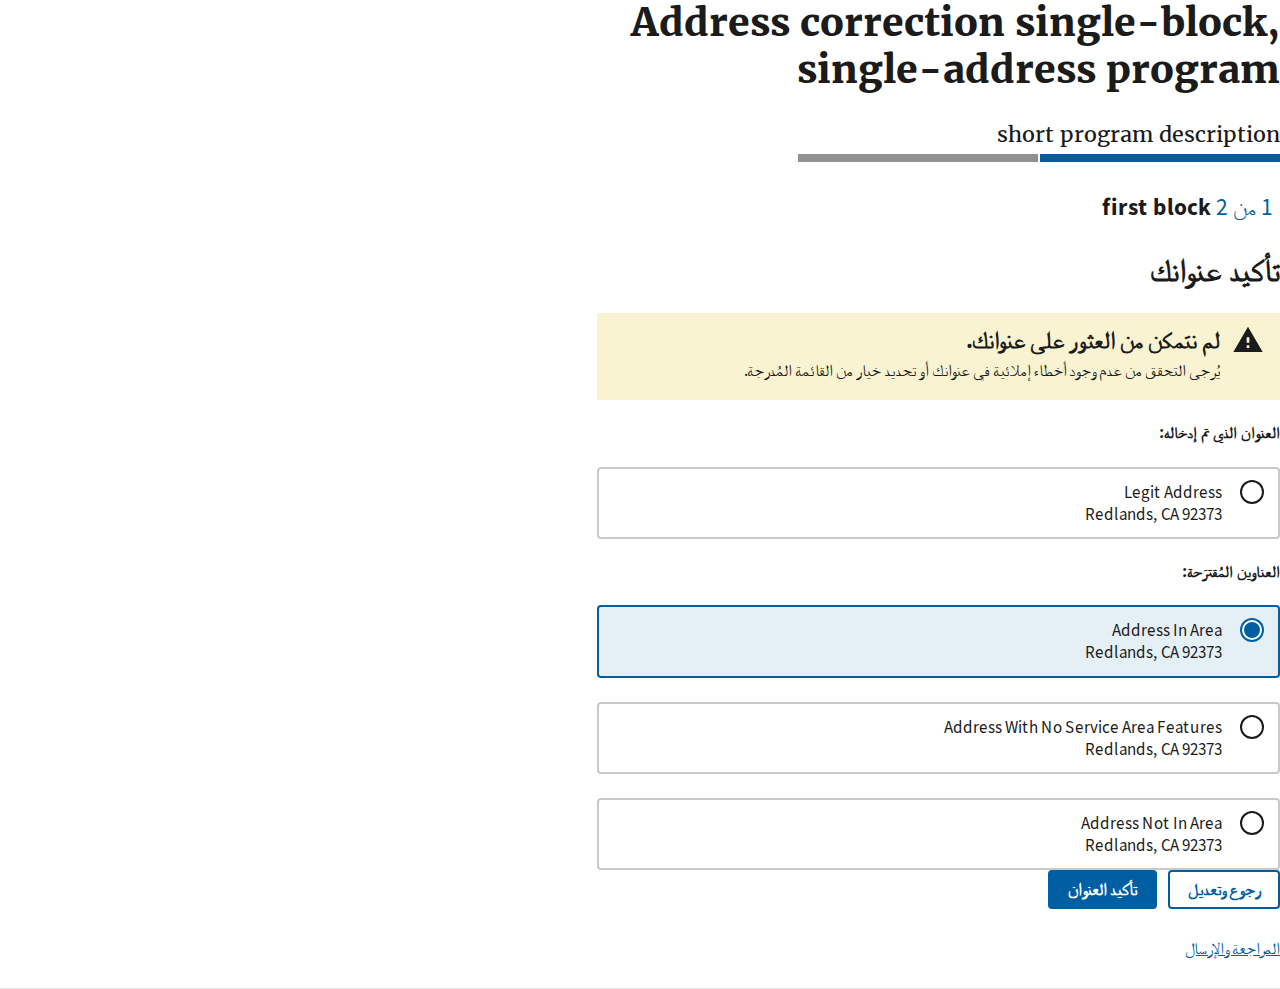 Address correction single-block,
single-address program
short program description
1 من 2 first block
تأكيد عنوانك
لم نتمكن من العثور على عنوانك.
يُرجى التحقق من عدم وجود أخطاء إملائية في عنوانك أو تحديد خيار من القائمة المُدرجة.
العنوان الذي تم إدخاله:
Legit Address
Redlands, CA 92373
العناوين المُقترَحة:
Address In Area
Redlands, CA 92373
Address With No Service Area Features
Redlands, CA 92373
Address Not In Area
Redlands, CA 92373
رجوع وتعديل تأكيد العنوان
المراجعة والإرسال